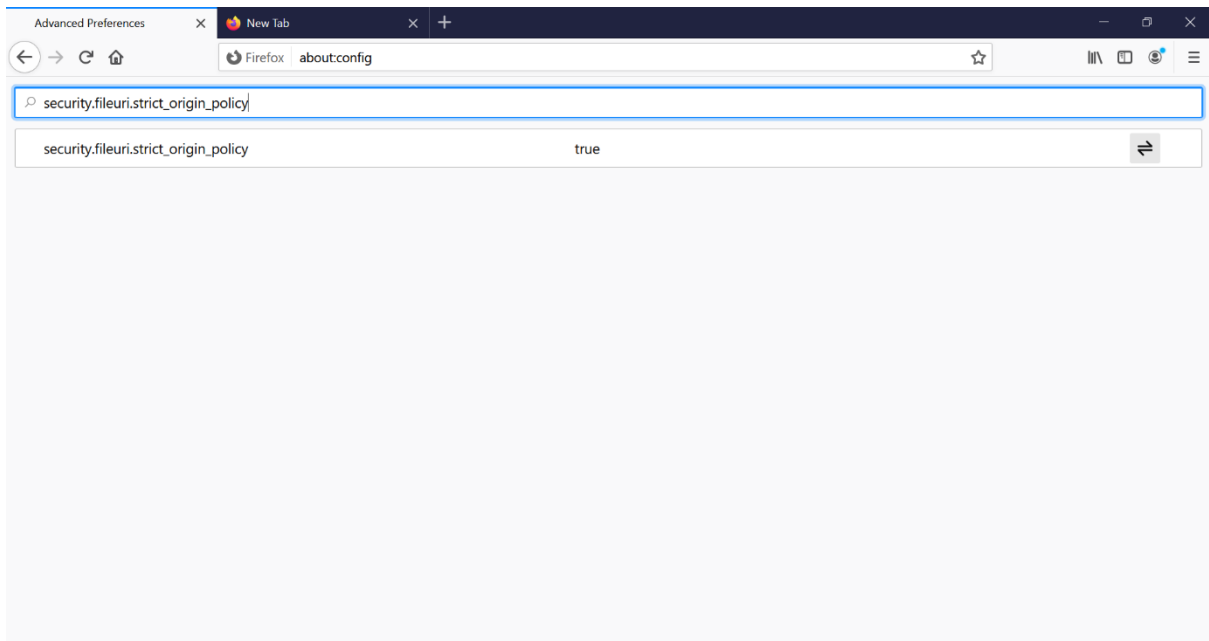 Advanced Preferences
New Tab
Firefox about:config
security.fileuri.strict_origin_policy
security.fileuri.strict_origin_policy true